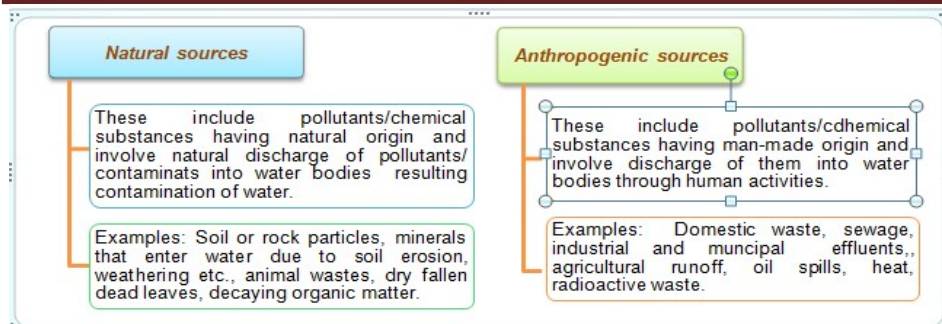 Natural sources
These include pollutants/chemical
substances having natural origin and
involve natural discharge of pollutants/
contaminats into water bodies resulting
contamination of water.
Examples: Soil or rock particles, minerals
that enter water due to soil erosion,
weathering etc., animal wastes, dry fallen
dead leaves, decaying organic matter.
Anthropogenic sources
These include pollutants/cdhemical
substances having man-made origin and
involve discharge of them into water
bodies through human activities.
Examples: Domestic waste, sewage,
industrial and muncipal effluents,,
agricultural runoff, oil spills, heat,
radioactive waste.